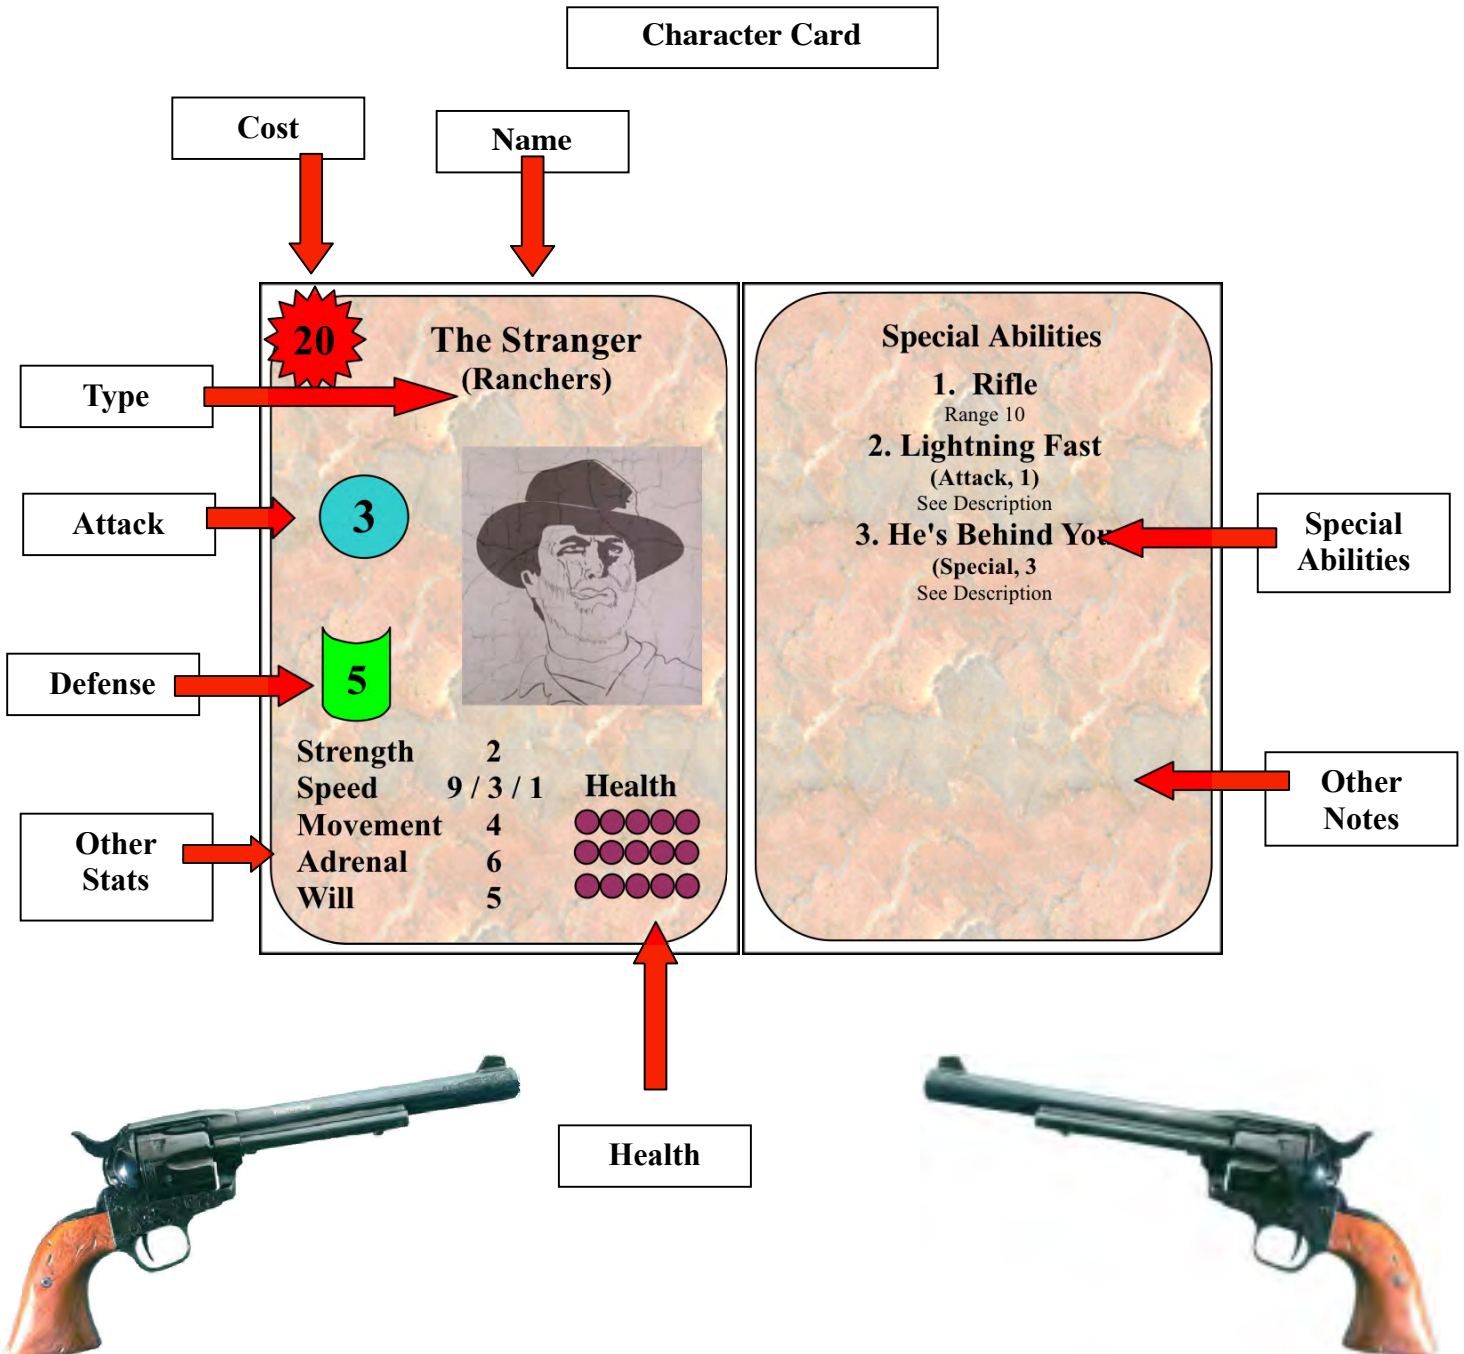 Character Card
Cost
Name
20
The Stranger
(Ranchers)
Type
Attack
3
Defense
5
Strength 2
Speed 9 / 3 / 1
Movement 4
Adrenal 6
Will 5
Health
Other
Stats
Special Abilities
1. Rifle
Range 10
2. Lightning Fast
(Attack, 1)
See Description
3. He's Behind You
(Special, 3
See Description
Special
Abilities
Other
Notes
Health